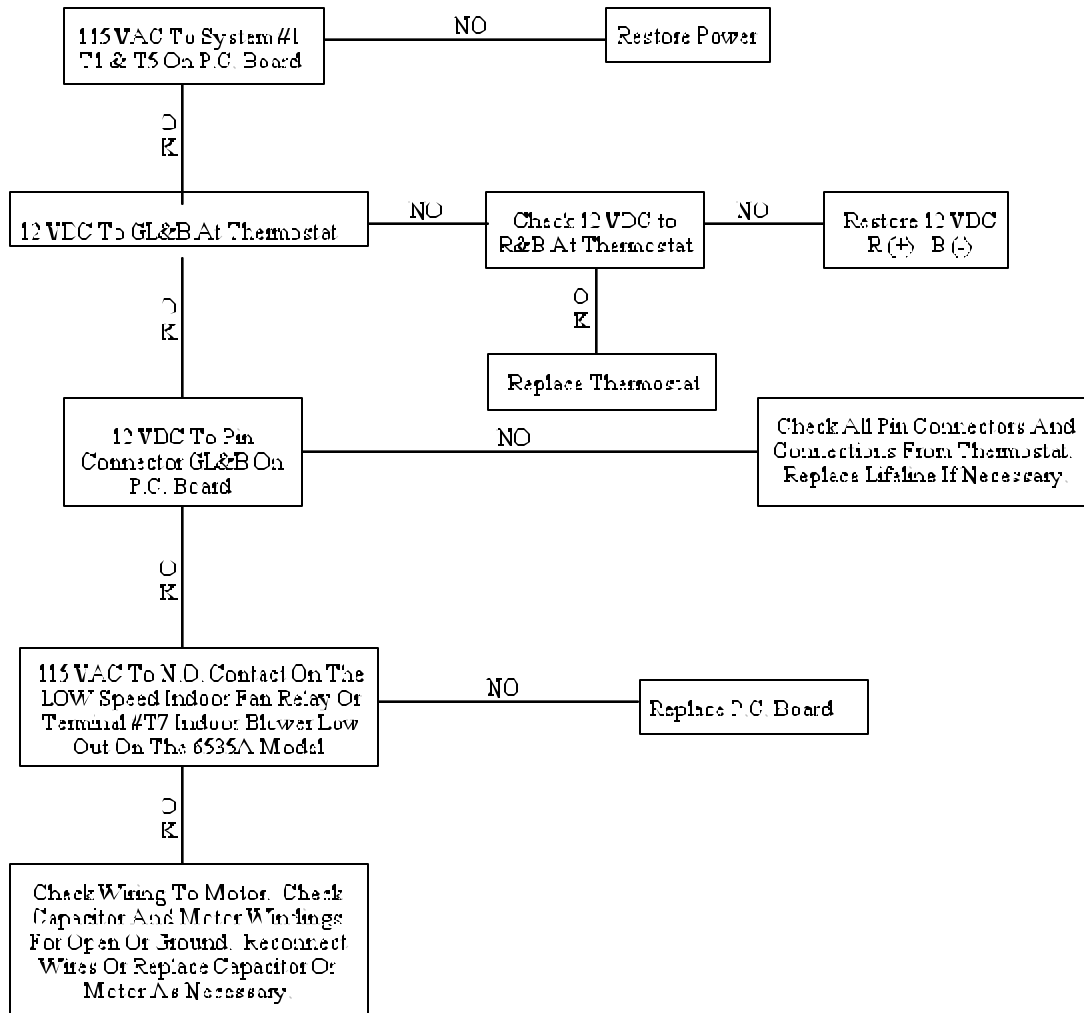 115 VAC To System #1
T1 & T5 On P.C. Board
NO
Restore Power
O
K
12 VDC To GL&B At Thermostat
NO
Check 12 VDC to
R&B At Thermostat
NO
Restore 12 VDC
R (+) B (-)
O
K
O
K
Replace Thermostat
12 VDC To Pin
Connector GL&B On
P.C. Board
NO
Check All Pin Connectors And
Connections From Thermostat.
Replace Lifeline If Necessary.
O
K
115 VAC To N.O. Contact On The
LOW Speed Indoor Fan Relay Or
Terminal #T7 Indoor Blower Low
Out On The 6535A Model
NO
Replace P.C. Board
O
K
Check Wiring To Motor. Check
Capacitor And Motor Windings
For Open Or Ground. Reconnect
Wires Or Replace Capacitor Or
Motor As Necessary.